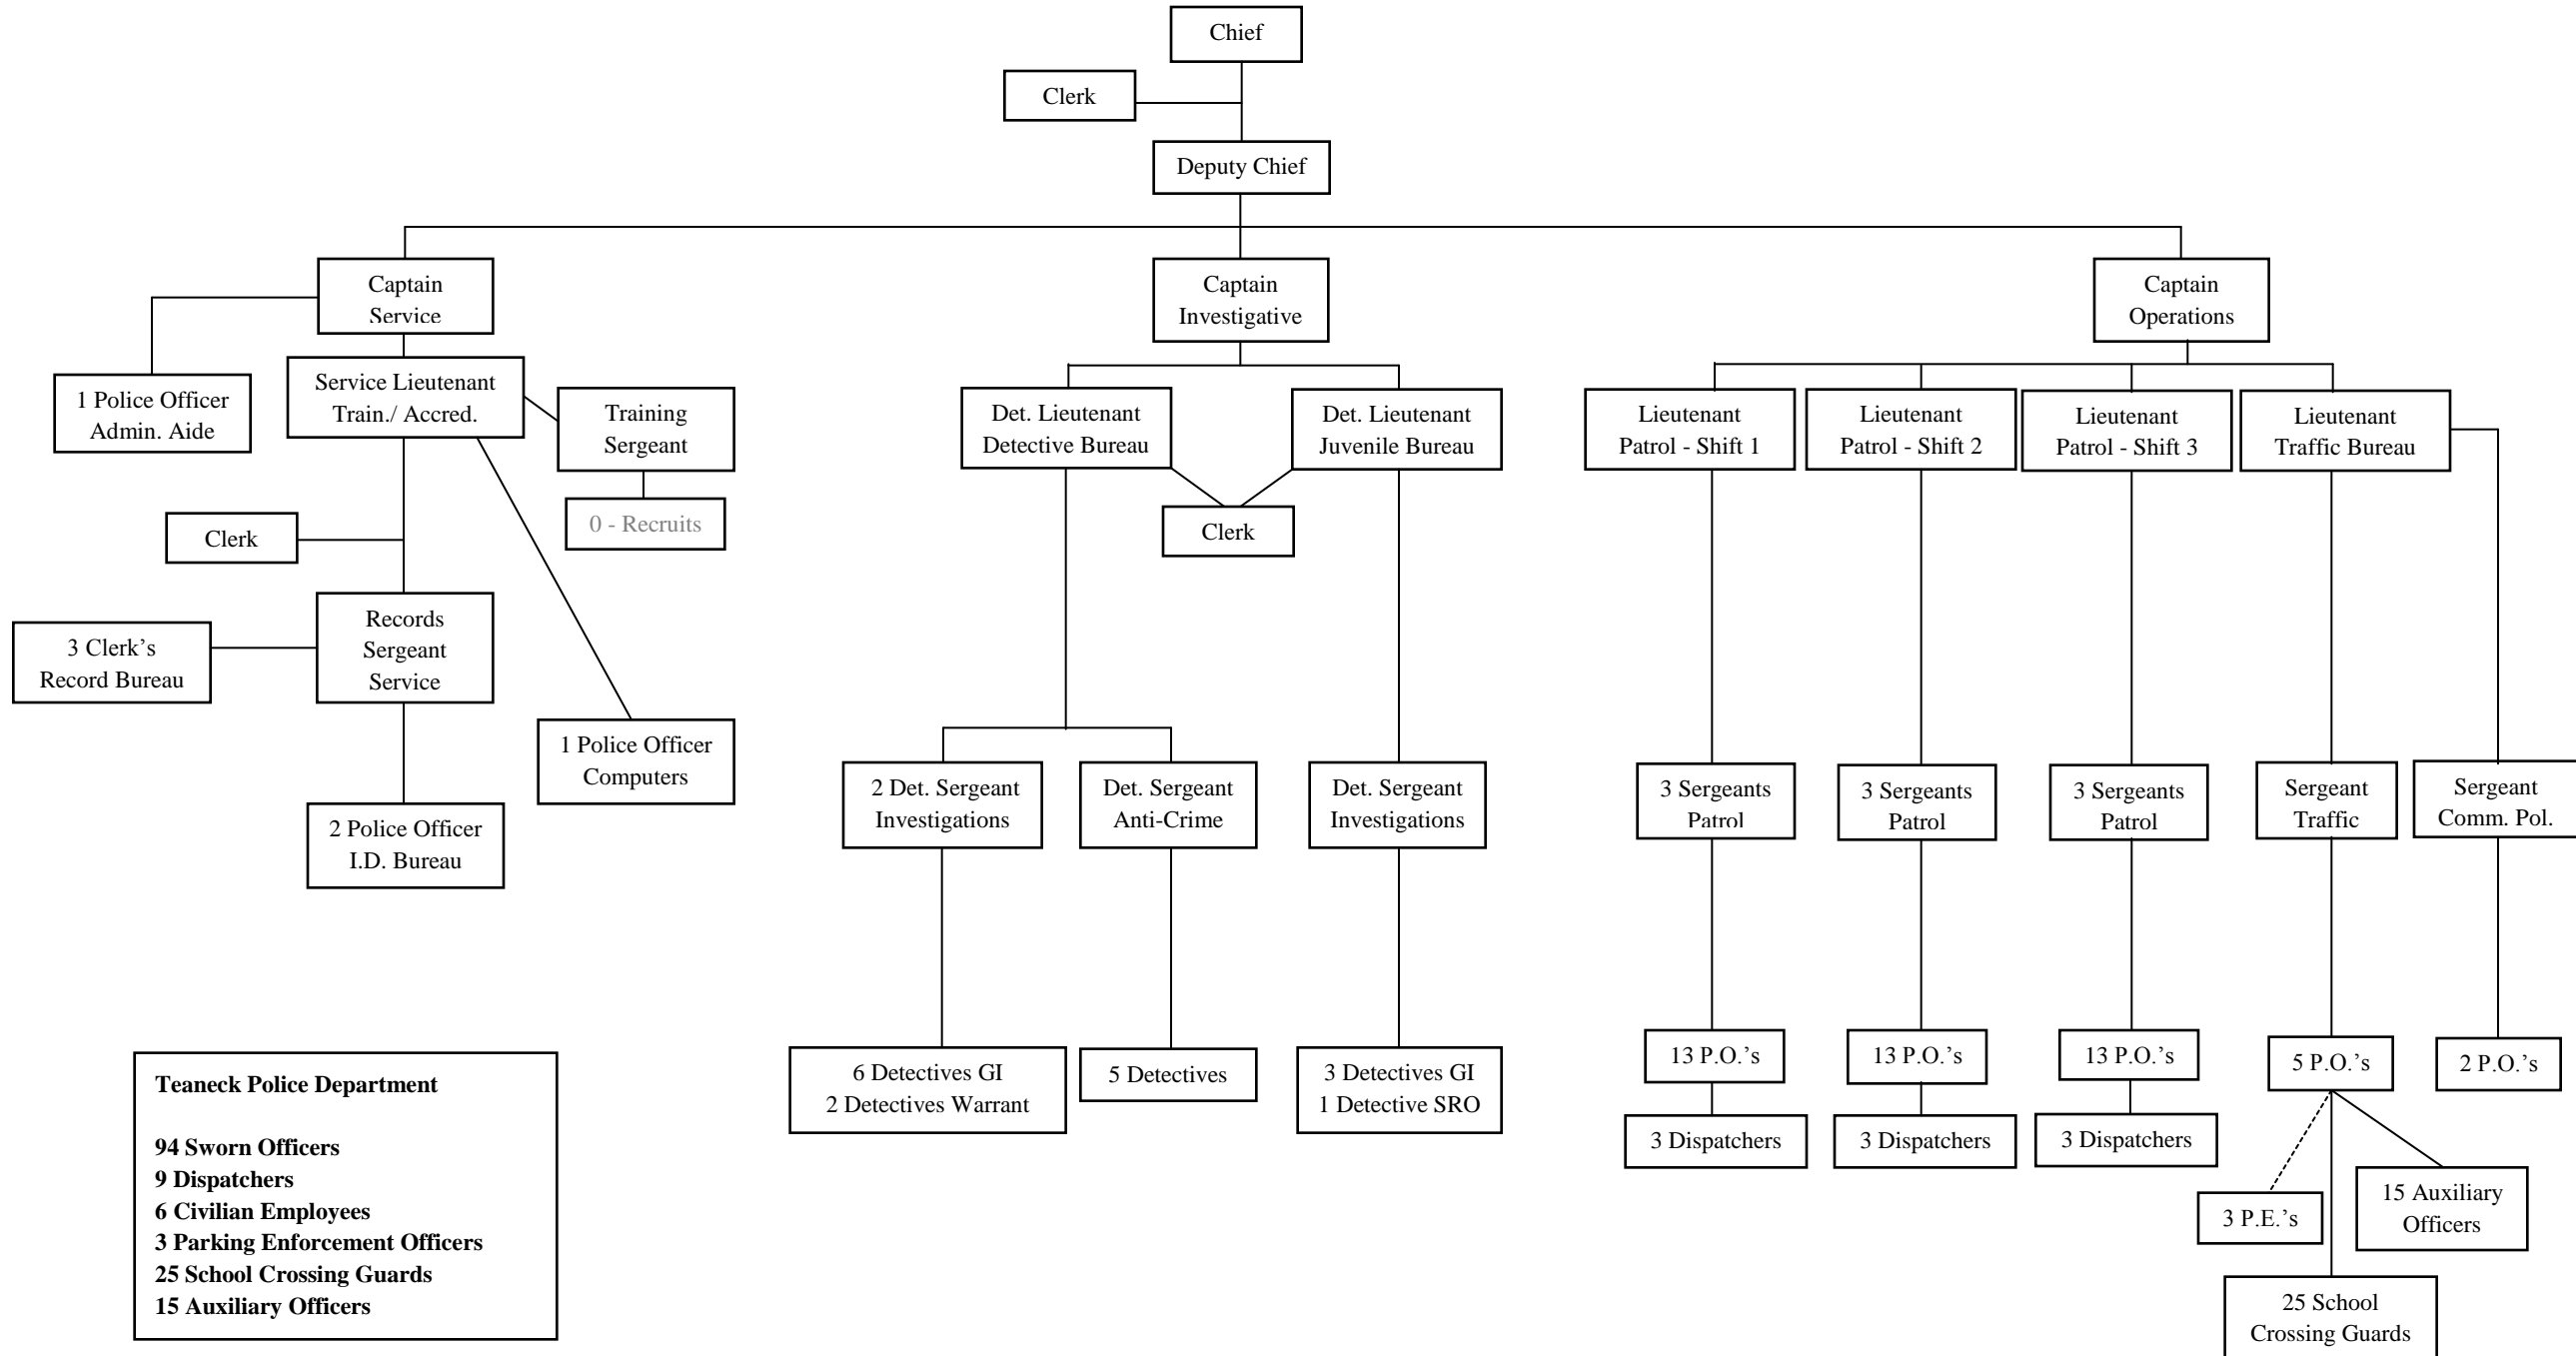 Chief
Clerk
Deputy Chief
Captain
Service
Captain
Investigative
Captain
Operations
1 Police Officer
Admin. Aide
Service Lieutenant
Train./ Accred.
Training
Sergeant
0 - Recruits
Det. Lieutenant
Detective Bureau
Det. Lieutenant
Juvenile Bureau
Clerk
Lieutenant
Patrol - Shift 1
Lieutenant
Patrol - Shift 2
Lieutenant
Patrol - Shift 3
Lieutenant
Traffic Bureau
Clerk
3 Clerk’s
Record Bureau
Records
Sergeant
Service
1 Police Officer
Computers
2 Police Officer
I.D. Bureau
2 Det. Sergeant
Investigations
Det. Sergeant
Anti-Crime
Det. Sergeant
Investigations
3 Sergeants
Patrol
3 Sergeants
Patrol
3 Sergeants
Patrol
Sergeant
Traffic
Sergeant
Comm. Pol.
6 Detectives GI
2 Detectives Warrant
5 Detectives
3 Detectives GI
1 Detective SRO
13 P.O.’s
13 P.O.’s
13 P.O.’s
5 P.O.’s
2 P.O.’s
3 Dispatchers
3 Dispatchers
3 Dispatchers
3 P.E.’s
15 Auxiliary
Officers
25 School
Crossing Guards
Teaneck Police Department
94 Sworn Officers
9 Dispatchers
6 Civilian Employees
3 Parking Enforcement Officers
25 School Crossing Guards
15 Auxiliary Officers